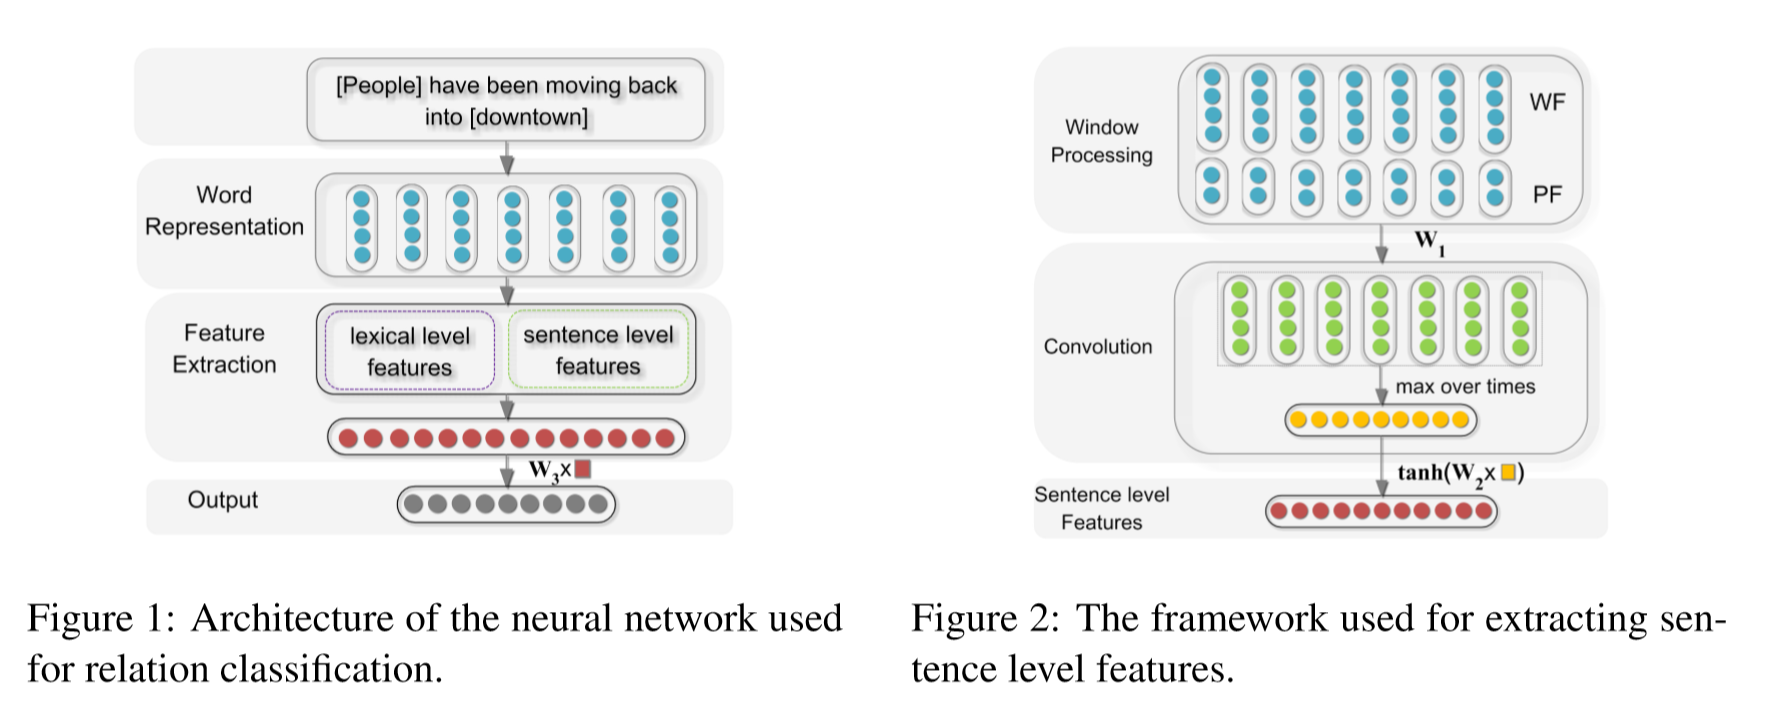 [People] have been moving back
into [downtown]
Word
Representation
Feature
Extraction
lexical level
features
sentence level
features
W3x
Output
Figure 1: Architecture of the neural network used
for relation classification.
Window
Processing
WF
PF
W1
Convolution
max over times
tanh(W2x )
Sentence level
Features
Figure 2: The framework used for extracting sen-
tence level features.